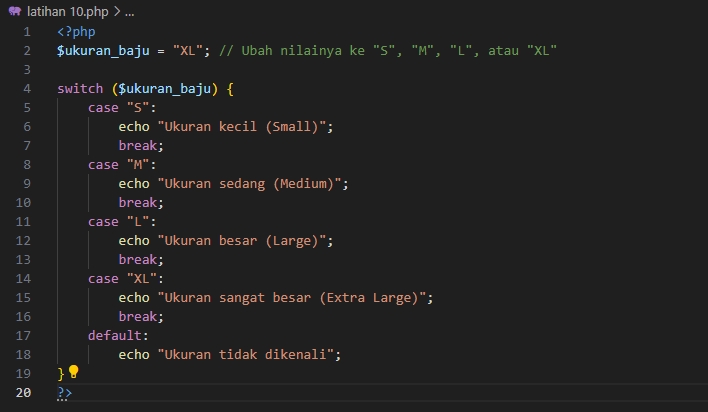 latihan 10.php > ...
1 <?php
2 $ukuran_baju = "XL"; // Ubah nilainya ke "S", "M", "L", atau "XL"
3
4 switch ($ukuran_baju) {
5     case "S":
6         echo "Ukuran kecil (Small)";
7         break;
8     case "M":
9         echo "Ukuran sedang (Medium)";
10         break;
11     case "L":
12         echo "Ukuran besar (Large)";
13         break;
14     case "XL":
15         echo "Ukuran sangat besar (Extra Large)";
16         break;
17     default:
18         echo "Ukuran tidak dikenali";
19 }
20 ?>